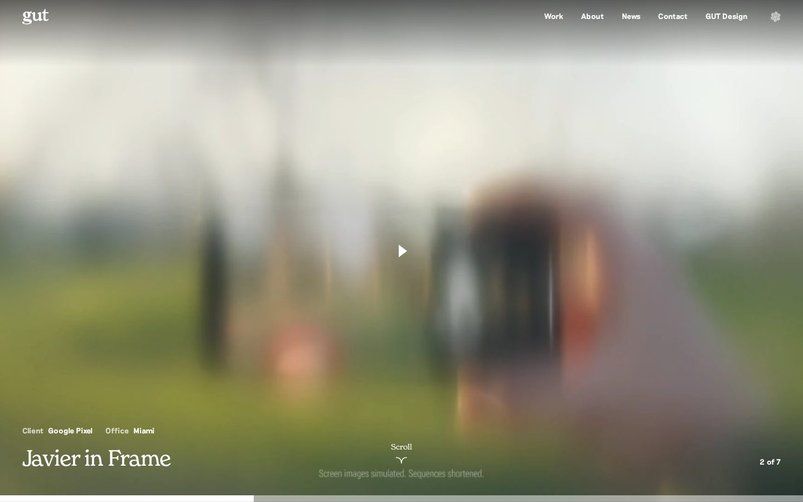 gut
Work About News Contact GUT Design
Client Google Pixel Office Miami
Javier in Frame
Scroll
Screen images simulated. Sequences shortened.
2 of 7